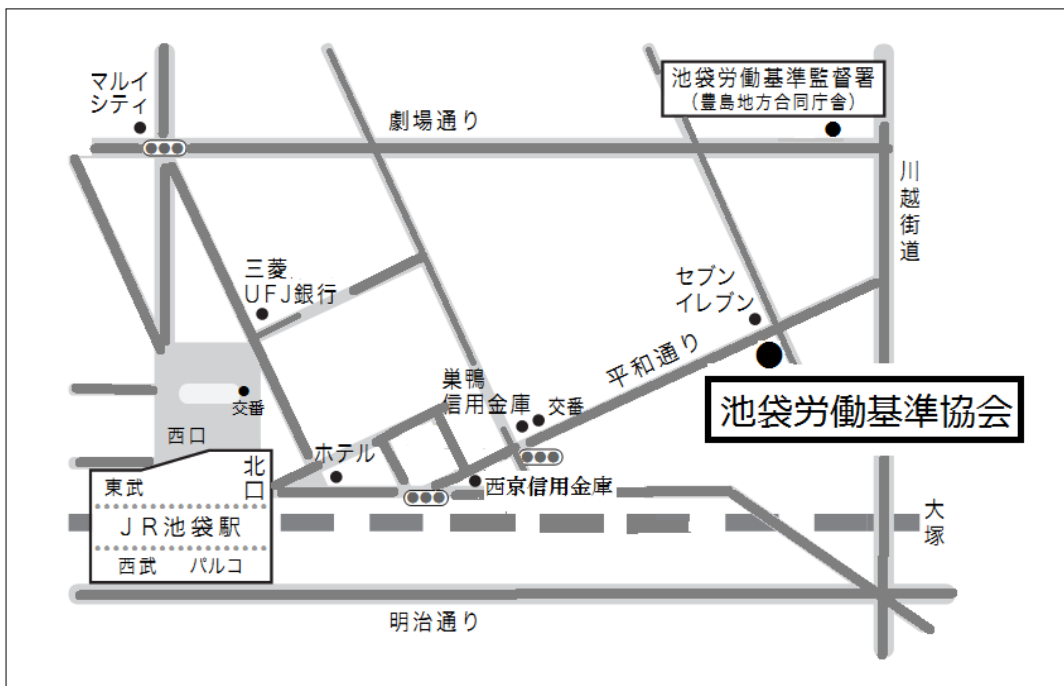 マルイ
シティ
池袋労働基準監督署
(豊島地方合同庁舎)
劇場通り
川越街道
三菱
UFJ銀行
セブン
イレブン
平和通り
巣鴨
信用金庫
交番
交番
池袋労働基準協会
西口
ホテル
北口
西京信用金庫
東武
JR池袋駅
西武 パルコ
大塚
明治通り